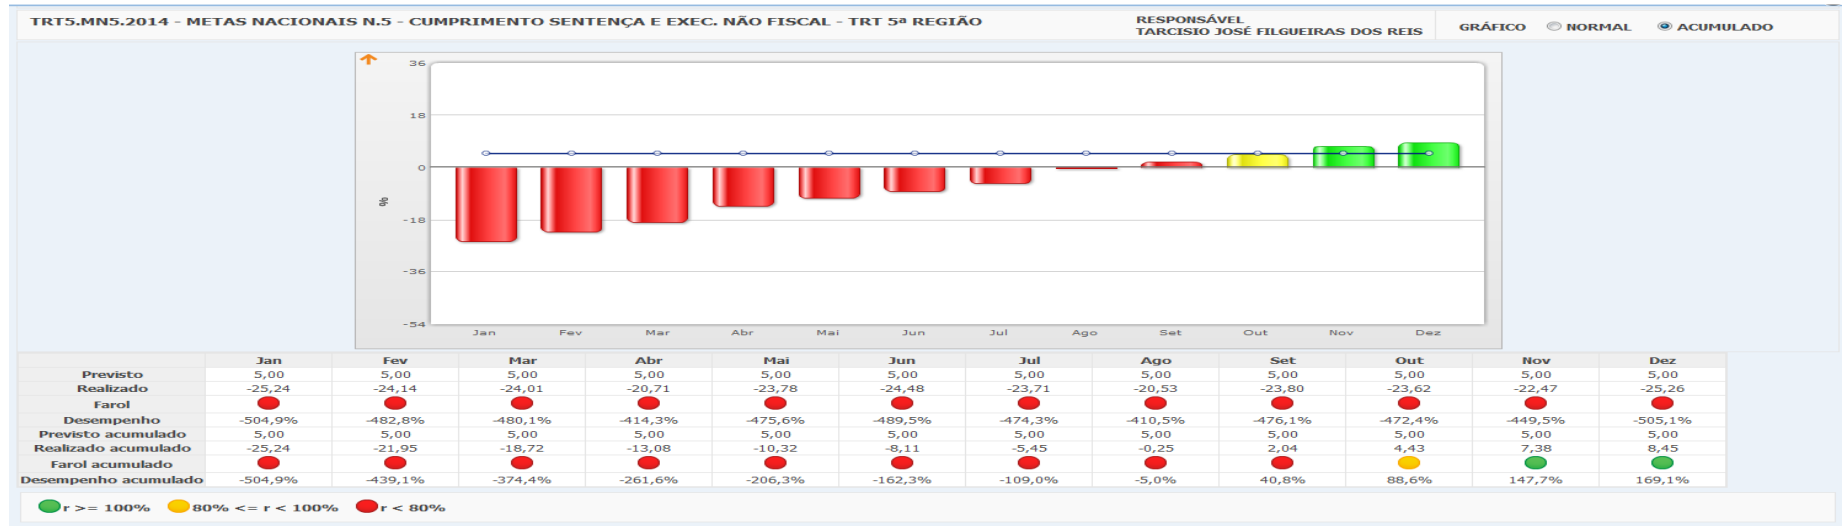 TRT5.MN5.2014 - METAS NACIONAIS N.5 - CUMPRIMENTO SENTENÇA E EXEC. NÃO FISCAL - TRT 5ª REGIÃO
RESPONSÁVEL
TARCISIO JOSÉ FILGUEIRAS DOS REIS
GRÁFICO NORMAL ACUMULADO
36
18
0
-18
-36
-54
%
Jan Fev Mar Abr Mai Jun Jul Ago Set Out Nov Dez
Jan Fev Mar Abr Mai Jun Jul Ago Set Out Nov Dez
Previsto 5,00 5,00 5,00 5,00 5,00 5,00 5,00 5,00 5,00 5,00 5,00 5,00
Realizado -25,24 -24,14 -24,01 -20,71 -23,78 -24,48 -23,71 -20,53 -23,80 -23,62 -22,47 -25,26
Farol
Desempenho -504,9% -482,8% -480,1% -414,3% -475,6% -489,5% -474,3% -410,5% -476,1% -472,4% -449,5% -505,1%
Previsto acumulado 5,00 5,00 5,00 5,00 5,00 5,00 5,00 5,00 5,00 5,00 5,00 5,00
Realizado acumulado -25,24 -21,95 -18,72 -13,08 -10,32 -8,11 -5,45 -0,25 2,04 4,43 7,38 8,45
Farol acumulado
Desempenho acumulado -504,9% -439,1% -374,4% -261,6% -206,3% -162,3% -109,0% -5,0% 40,8% 88,6% 147,7% 169,1%
r >= 100% 80% <= r < 100% r < 80%